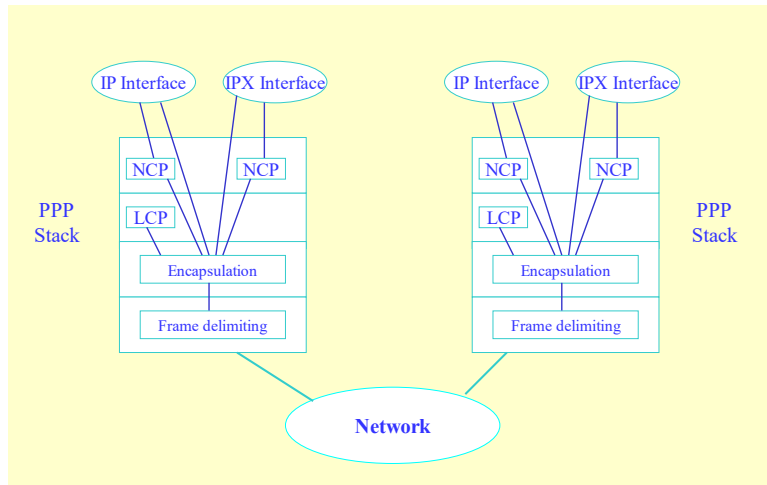 IP Interface
IPX Interface
IP Interface
IPX Interface
NCP
NCP
NCP
NCP
PPP
Stack
LCP
LCP
PPP
Stack
Encapsulation
Encapsulation
Frame delimiting
Frame delimiting
Network